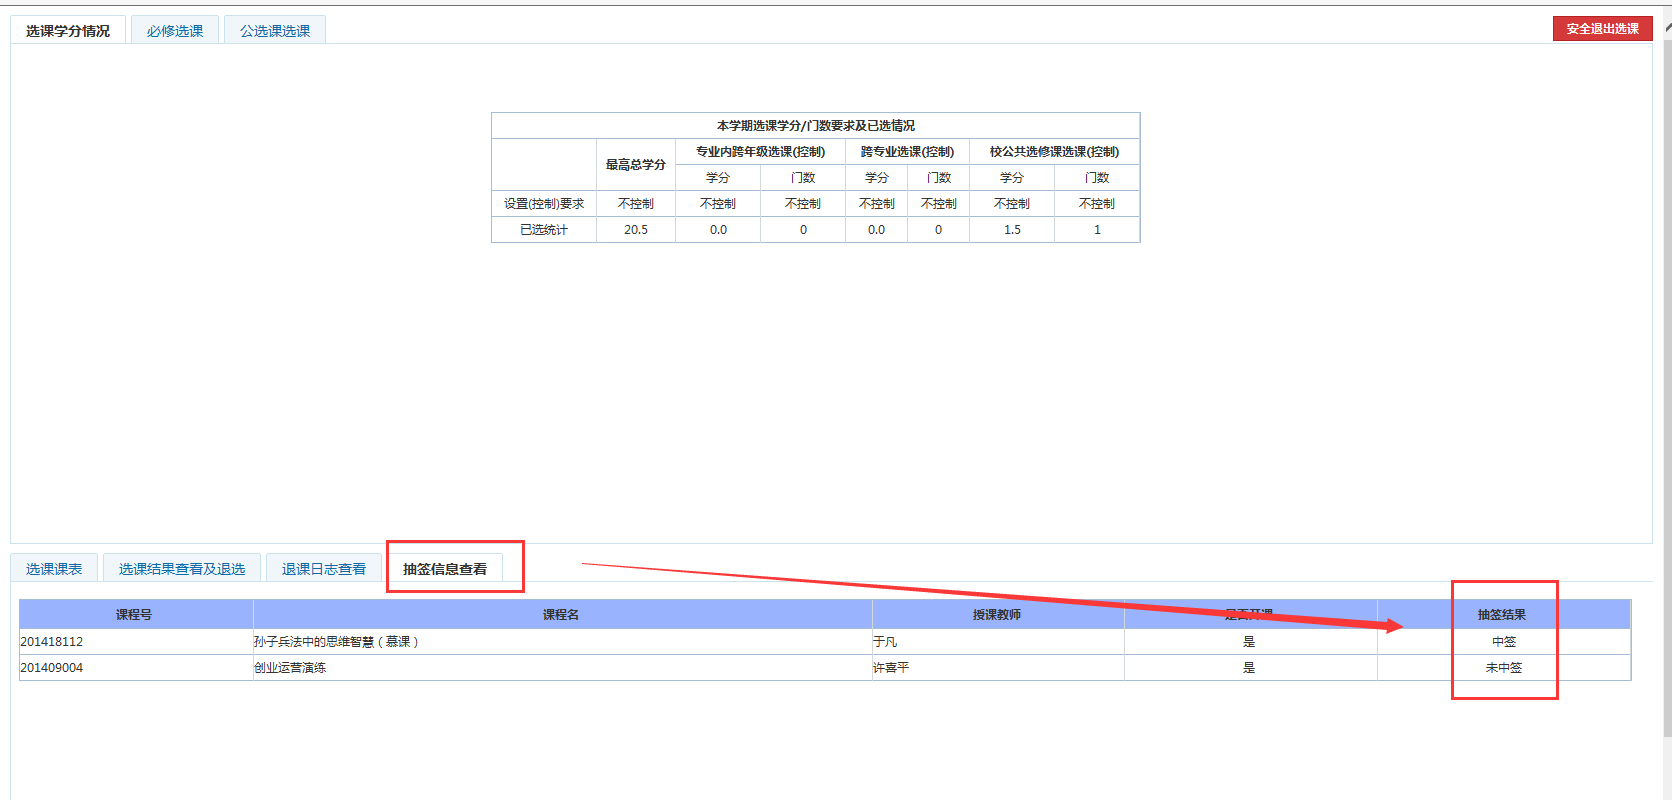 选课学分情况 必修选课 公选课选课 安全退出选课
本学期选课学分/门数要求及已选情况
最高总学分 专业内跨年级选课(控制) 跨专业选课(控制) 校公共选修课选课(控制)
学分 门数 学分 门数 学分 门数
设置(控制)要求 不控制 不控制 不控制 不控制 不控制 不控制 不控制
已选统计 20.5 0.0 0 0.0 0 1.5 1
选课课表 选课结果查看及退选 退课日志查看 抽签信息查看
课程号 课程名 授课教师 是否开课 抽签结果
201418112 孙子兵法中的思维智慧（慕课） 于凡 是 中签
201409004 创业运营演练 许喜平 是 未中签